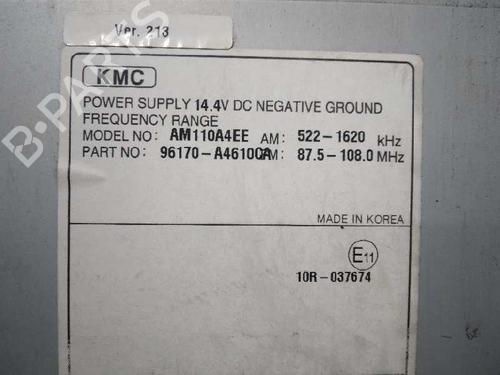 Ver. 213
KMC
POWER SUPPLY 14.4V DC NEGATIVE GROUND
FREQUENCY RANGE
MODEL NO: AM110A4EE AM: 522-1620 kHz
PART NO: 96170-A4610CA FM: 87.5-108.0 MHz
MADE IN KOREA
E11
10R-037674
B-PARTS